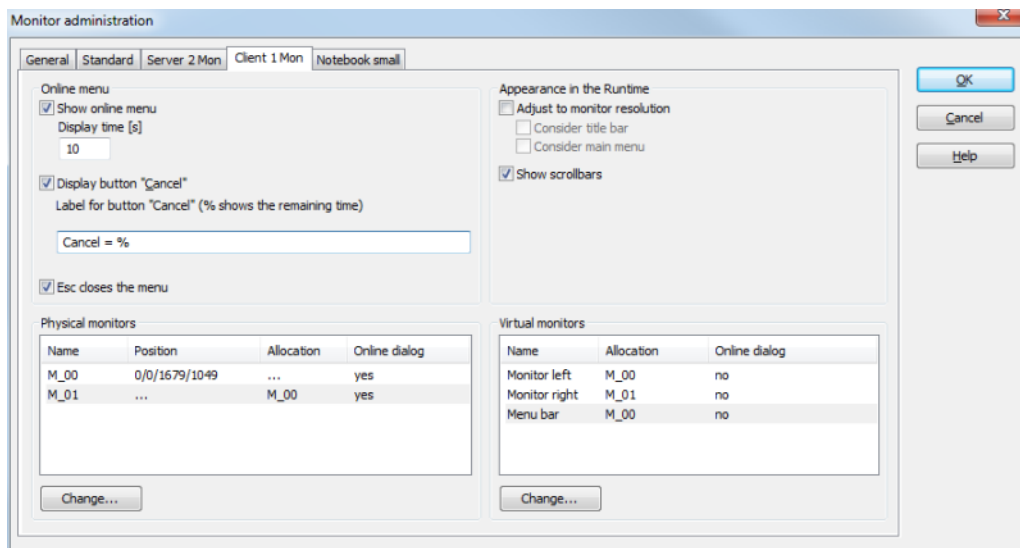 Monitor administration
General Standard Server 2 Mon Client 1 Mon Notebook small
Online menu
Show online menu
Display time [s]
10
Display button "Cancel"
Label for button "Cancel" (% shows the remaining time)
Cancel = %
Esc closes the menu
Appearance in the Runtime
Adjust to monitor resolution
Consider title bar
Consider main menu
Show scrollbars
OK
Cancel
Help
Physical monitors
Name Position Allocation Online dialog
M_00 0/0/1679/1049 ... yes
M_01 ... M_00 yes
Change...
Virtual monitors
Name Allocation Online dialog
Monitor left M_00 no
Monitor right M_01 no
Menu bar M_00 no
Change...